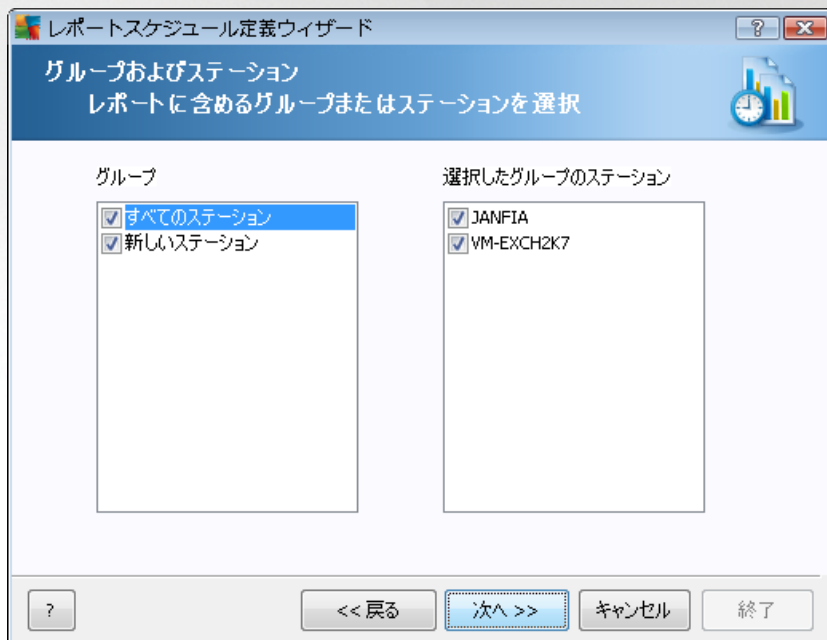 レポートスケジュール定義ウィザード
?
グループおよびステーション
レポートに含めるグループまたはステーションを選択
グループ
すべてのステーション
新しいステーション
選択したグループのステーション
JANFIA
VM-EXCH2K7
?
<< 戻る
次へ >>
キャンセル
終了